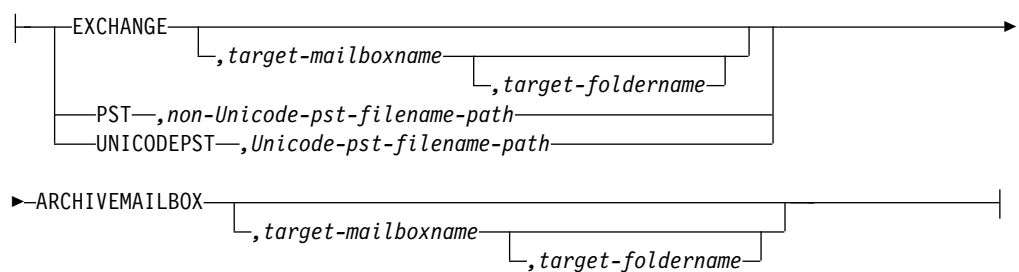 EXCHANGE
,target-mailboxname
,target-foldername
PST ,non-Unicode-pst-filename-path
UNICODEPST ,Unicode-pst-filename-path
ARCHIVEMAILBOX
,target-mailboxname
,target-foldername